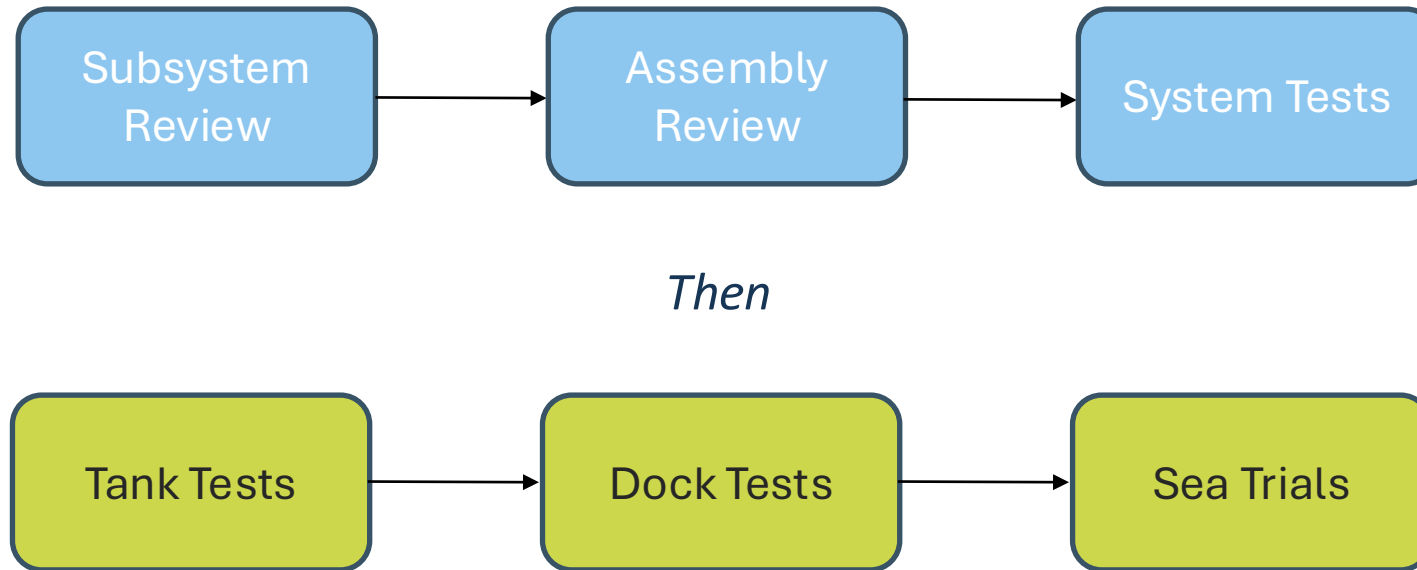 Subsystem
Review
Assembly
Review
System Tests
Then
Tank Tests
Dock Tests
Sea Trials